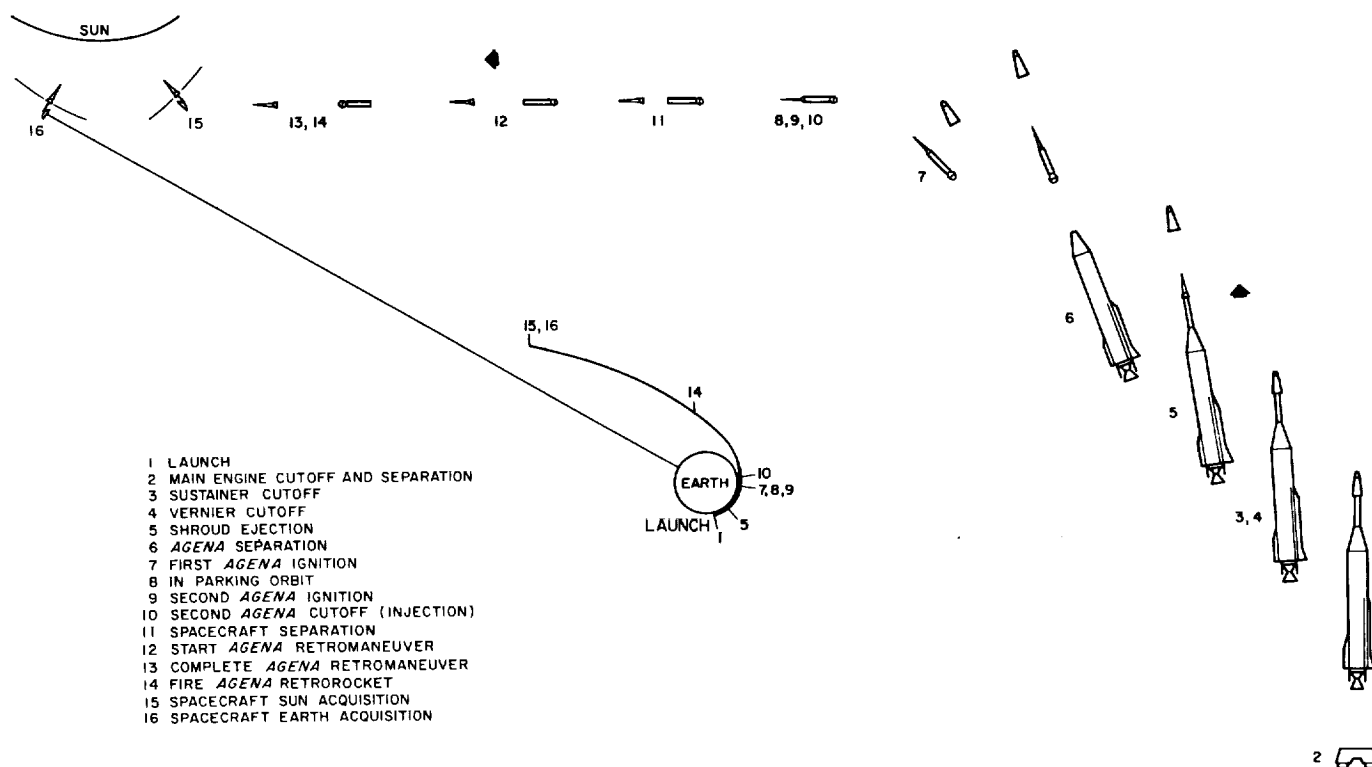 SUN
16
15
13, 14
12
11
8, 9, 10
7
6
5
3, 4
2
15, 16
14
EARTH
10
7,8,9
5
LAUNCH
1
1 LAUNCH
2 MAIN ENGINE CUTOFF AND SEPARATION
3 SUSTAINER CUTOFF
4 VERNIER CUTOFF
5 SHROUD EJECTION
6 AGENA SEPARATION
7 FIRST AGENA IGNITION
8 IN PARKING ORBIT
9 SECOND AGENA IGNITION
10 SECOND AGENA CUTOFF (INJECTION)
11 SPACECRAFT SEPARATION
12 START AGENA RETROMANEUVER
13 COMPLETE AGENA RETROMANEUVER
14 FIRE AGENA RETROROCKET
15 SPACECRAFT SUN ACQUISITION
16 SPACECRAFT EARTH ACQUISITION